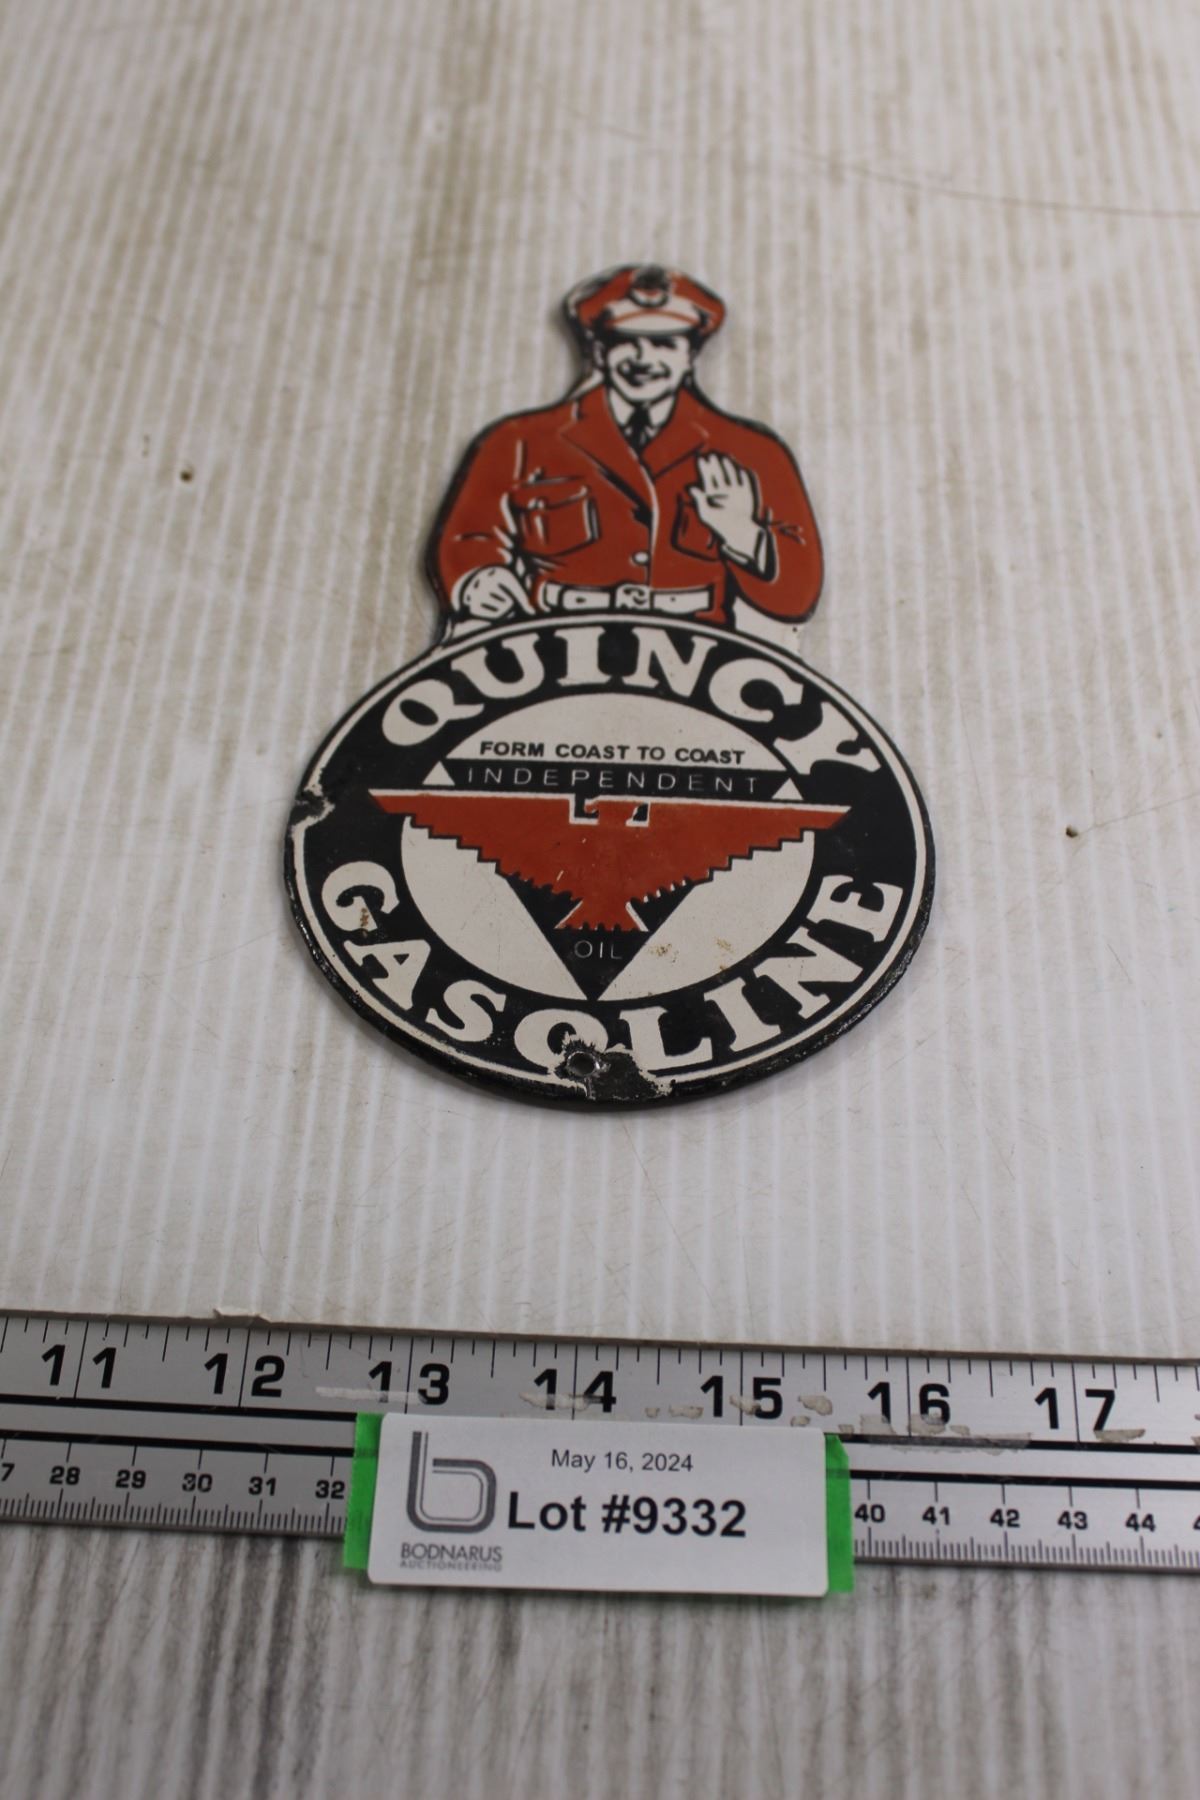 QUINCY
FORM COAST TO COAST
INDEPENDENT
OIL
GASOLINE
11 12 13 14 15 16 17
28 29 30 31 32 40 41 42 43 44
May 16, 2024
Lot #9332
BODNARUS
AUCTIONEERING